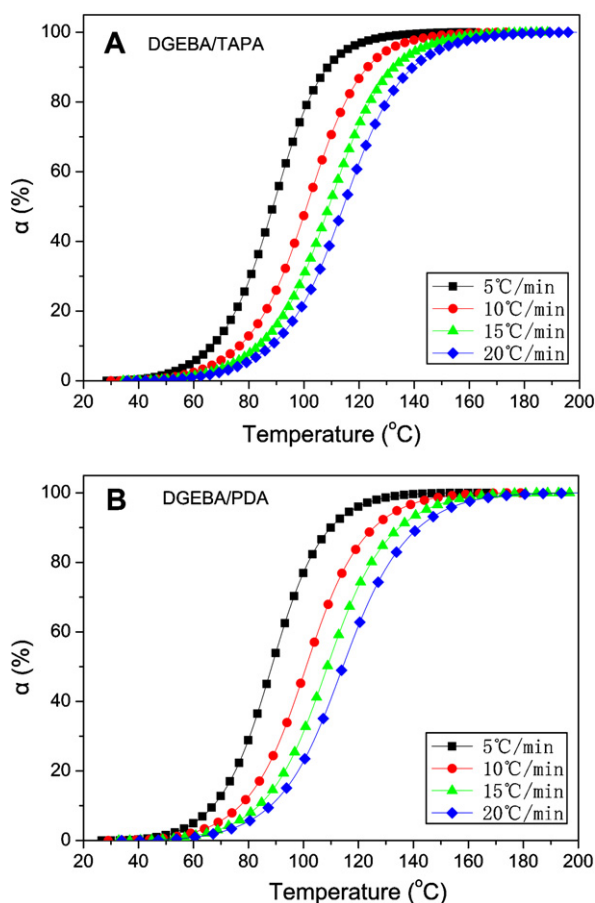 A DGEBA/TAPA
100
80
60
40
20
0
α (%)
5℃/min
10℃/min
15℃/min
20℃/min
20 40 60 80 100 120 140 160 180 200
Temperature (°C)
B DGEBA/PDA
100
80
60
40
20
0
α (%)
5℃/min
10℃/min
15℃/min
20℃/min
20 40 60 80 100 120 140 160 180 200
Temperature (°C)